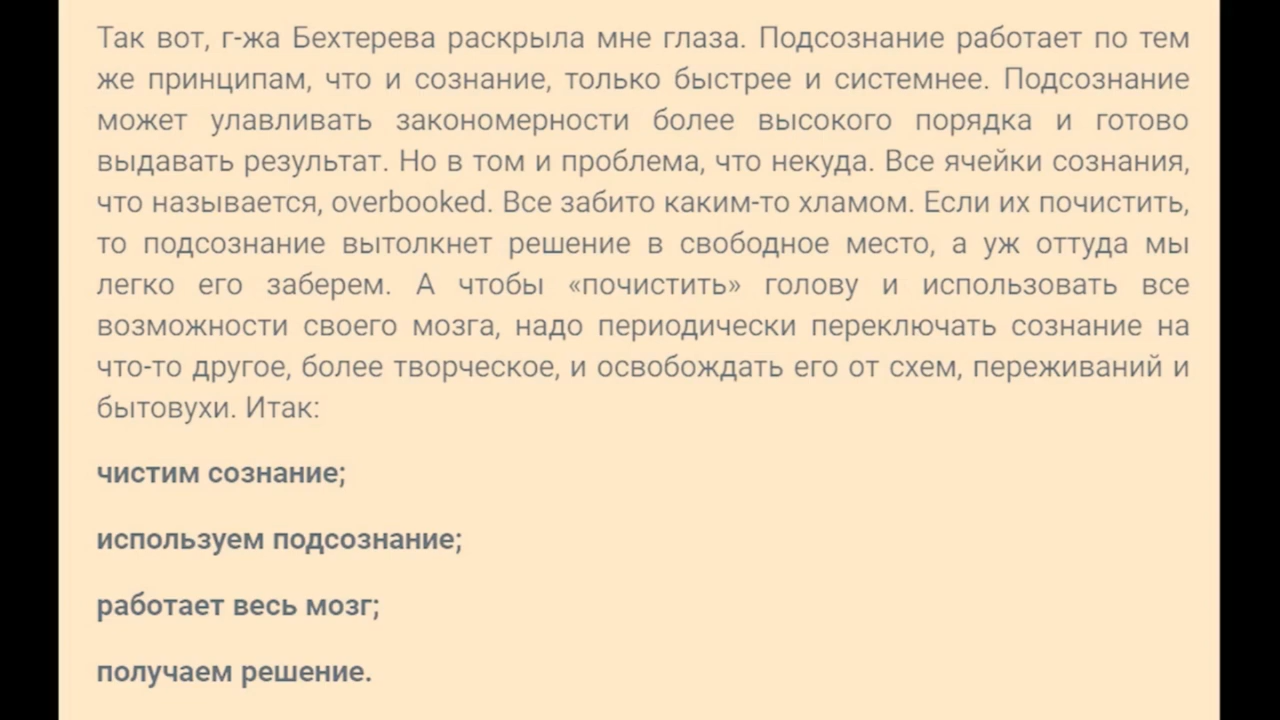 Так вот, г-жа Бехтерева раскрыла мне глаза. Подсознание работает по тем
же принципам, что и сознание, только быстрее и системнее. Подсознание
может улавливать закономерности более высокого порядка и готово
выдавать результат. Но в том и проблема, что некуда. Все ячейки сознания,
что называется, overbooked. Все забито каким-то хламом. Если их почистить,
то подсознание вытолкнет решение в свободное место, а уж оттуда мы
легко его заберем. А чтобы «почистить» голову и использовать все
возможности своего мозга, надо периодически переключать сознание на
что-то другое, более творческое, и освобождать его от схем, переживаний и
бытовухи. Итак:
чистим сознание;
используем подсознание;
работает весь мозг;
получаем решение.